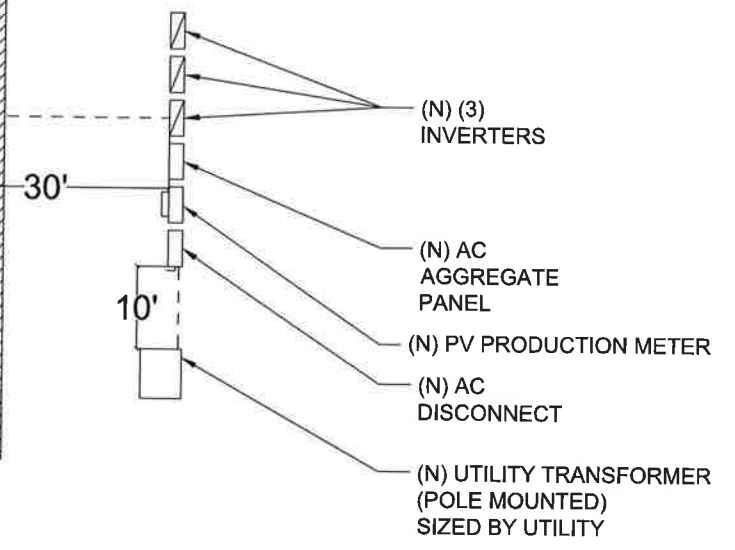 (N) (3)
INVERTERS
30'
(N) AC
AGGREGATE
PANEL
10'
(N) PV PRODUCTION METER
(N) AC
DISCONNECT
(N) UTILITY TRANSFORMER
(POLE MOUNTED)
SIZED BY UTILITY